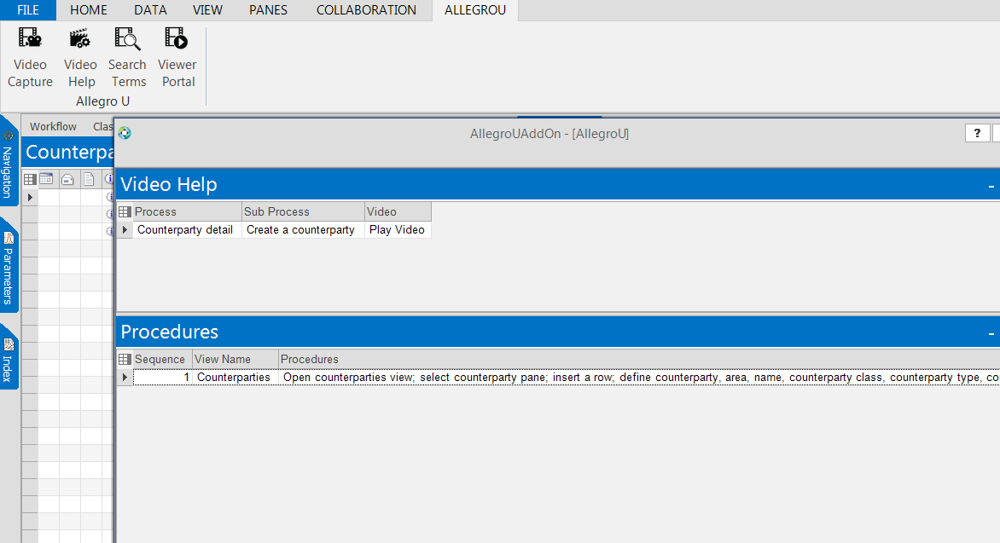 FILE HOME DATA VIEW PANES COLLABORATION ALLEGROU
Video Capture
Video Help
Search Terms
Viewer Portal
Allegro U
Navigation
Parameters
Index
Workflow Clas
Counterpa
AllegroUAddOn - [AllegroU]
?
Video Help
Process Sub Process Video
Counterparty detail Create a counterparty Play Video
Procedures
Sequence View Name Procedures
1 Counterparties Open counterparties view; select counterparty pane; insert a row; define counterparty, area, name, counterparty class, counterparty type, co